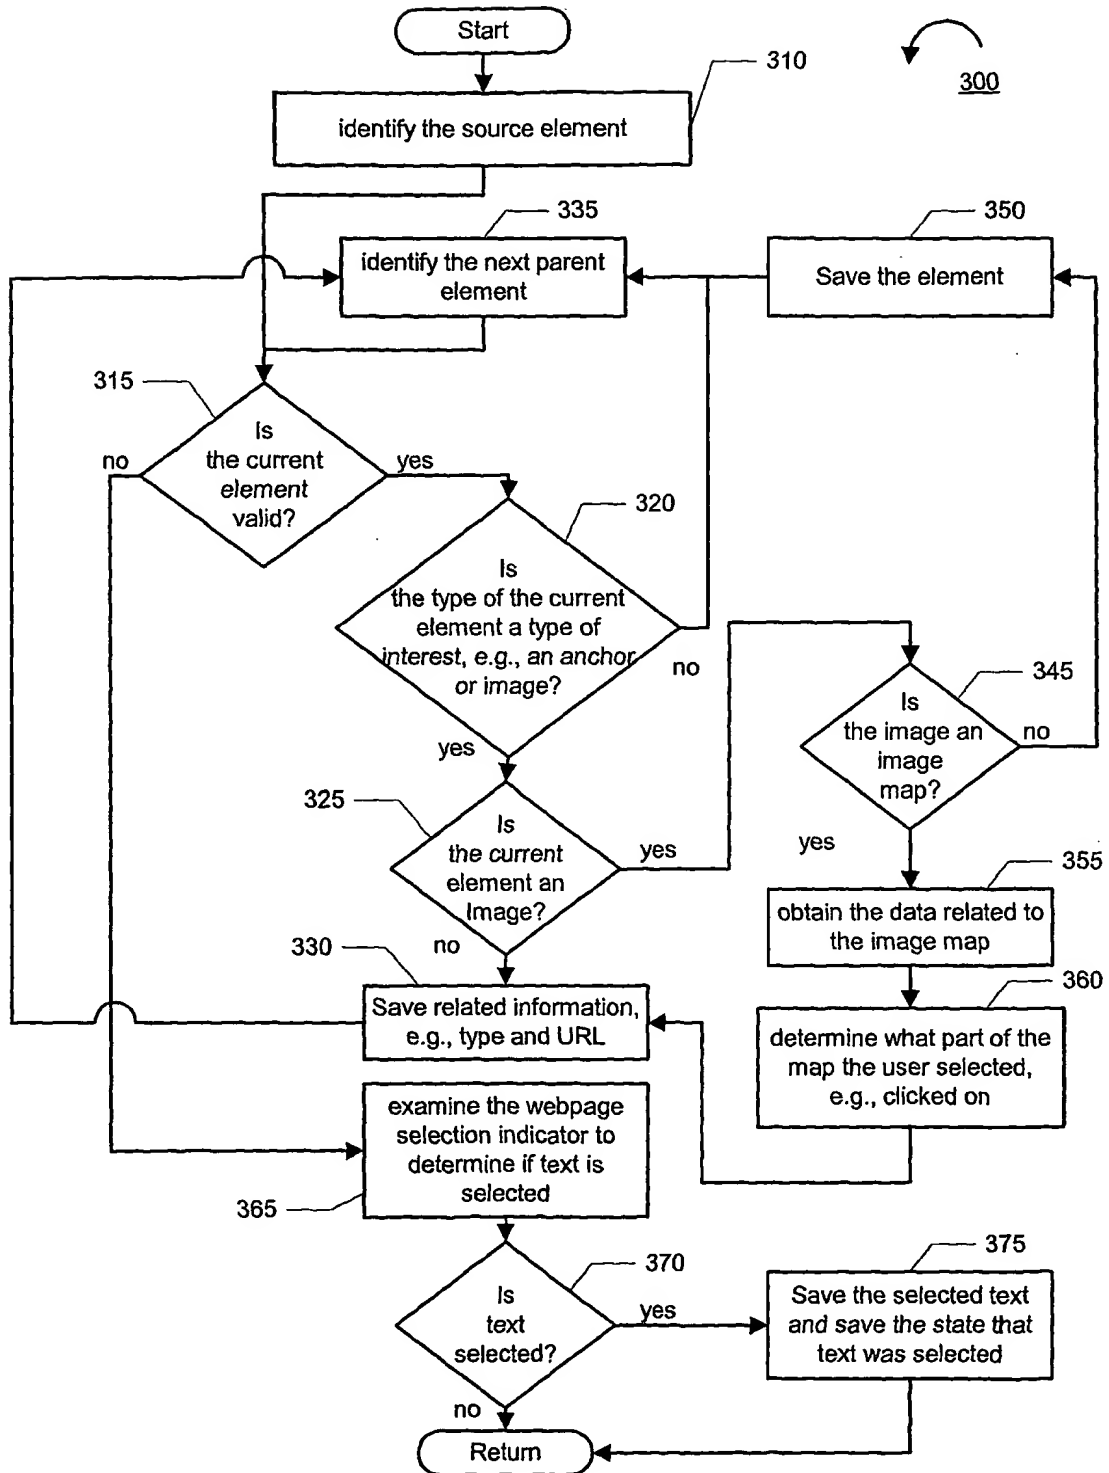 Start
310
300
identify the source element
335
350
identify the next parent
element
Save the element
315
Is
the current
element
valid?
no
yes
320
Is
the type of the current
element a type of
interest, e.g., an anchor
or image?
no
yes
345
Is
the image an
image
map?
no
yes
325
Is
the current
element an
Image?
yes
no
355
obtain the data related to
the image map
330
Save related information,
e.g., type and URL
360
determine what part of the
map the user selected,
e.g., clicked on
examine the webpage
selection indicator to
determine if text is
selected
365
370
Is
text
selected?
yes
no
375
Save the selected text
and save the state that
text was selected
Return